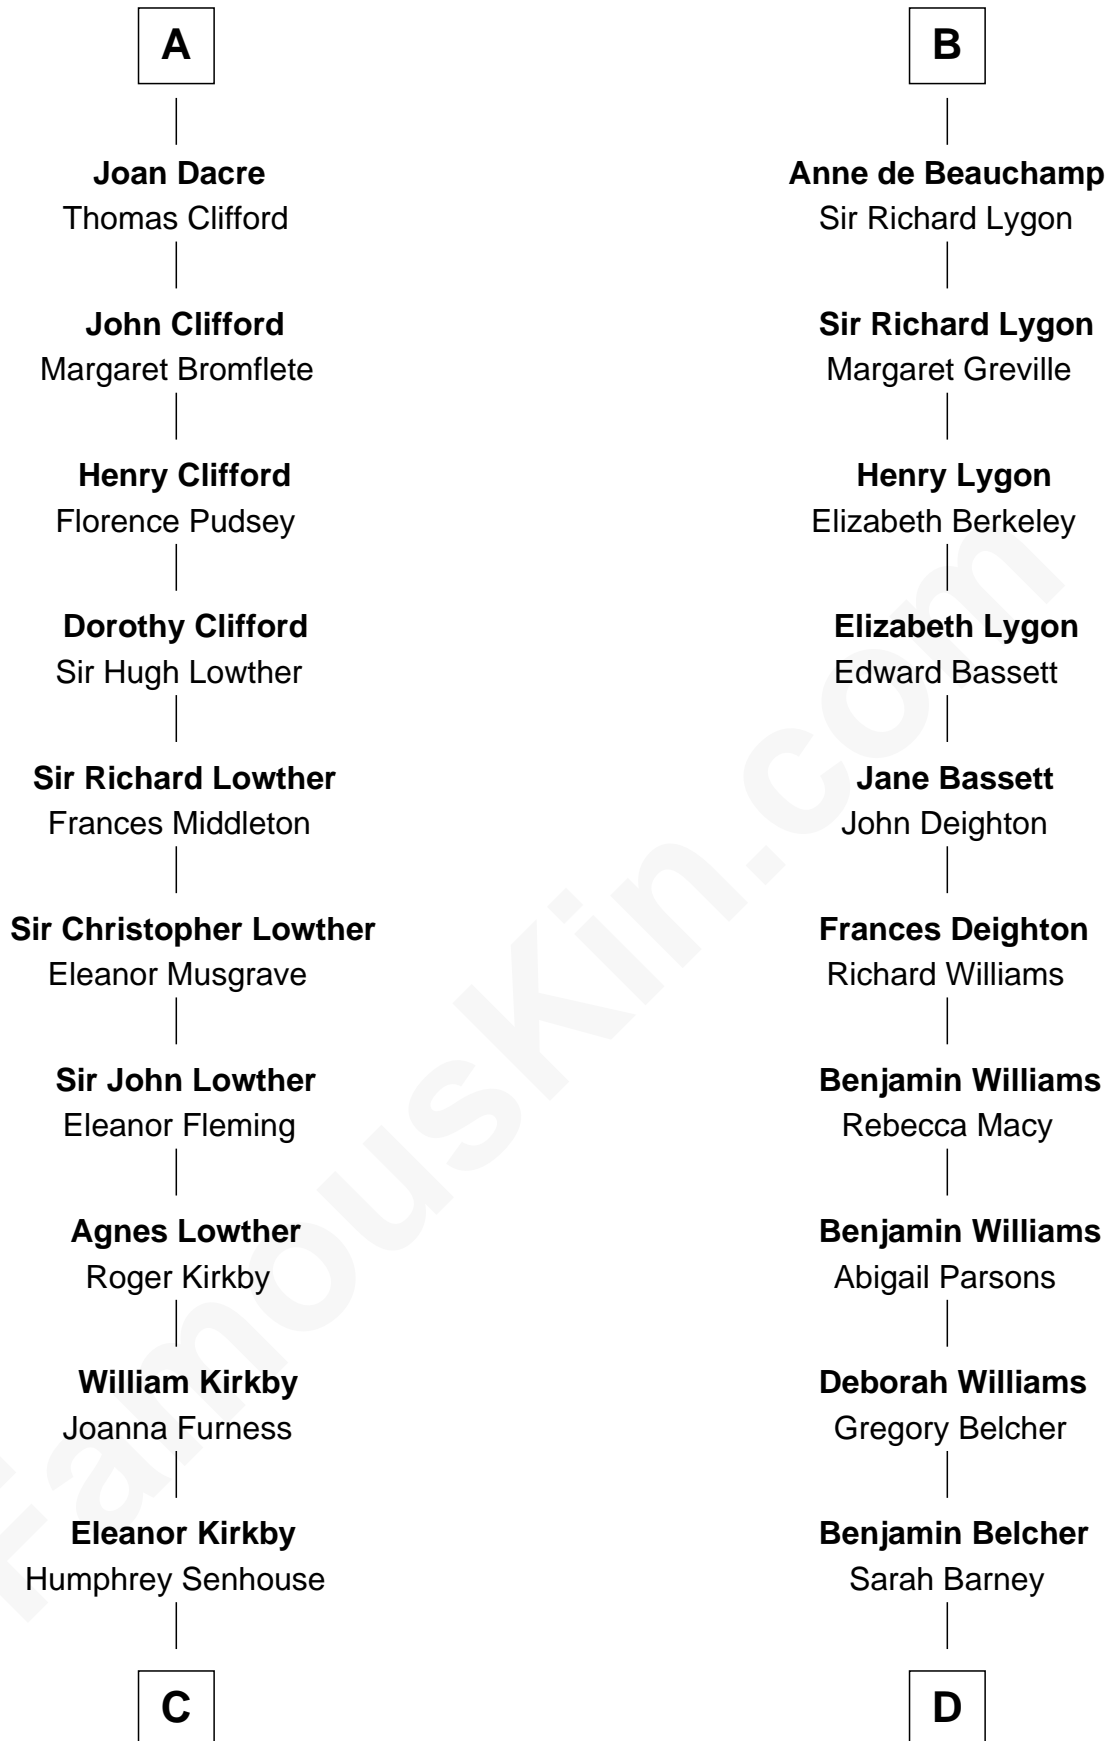 A
Joan Dacre
Thomas Clifford
John Clifford
Margaret Bromflete
Henry Clifford
Florence Pudsey
Dorothy Clifford
Sir Hugh Lowther
Sir Richard Lowther
Frances Middleton
Sir Christopher Lowther
Eleanor Musgrave
Sir John Lowther
Eleanor Fleming
Agnes Lowther
Roger Kirkby
William Kirkby
Joanna Furness
Eleanor Kirkby
Humphrey Senhouse
C
B
Anne de Beauchamp
Sir Richard Lygon
Sir Richard Lygon
Margaret Greville
Henry Lygon
Elizabeth Berkeley
Elizabeth Lygon
Edward Bassett
Jane Bassett
John Deighton
Frances Deighton
Richard Williams
Benjamin Williams
Rebecca Macy
Benjamin Williams
Abigail Parsons
Deborah Williams
Gregory Belcher
Benjamin Belcher
Sarah Barney
D
FamousKin.com